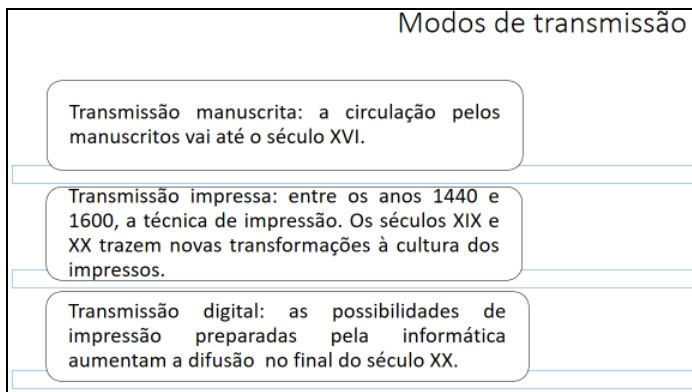 Modos de transmissão
Transmissão manuscrita: a circulação pelos
manuscritos vai até o século XVI.
Transmissão impressa: entre os anos 1440 e
1600, a técnica de impressão. Os séculos XIX e
XX trazem novas transformações à cultura dos
impressos.
Transmissão digital: as possibilidades de
impressão preparadas pela informática
aumentam a difusão no final do século XX.